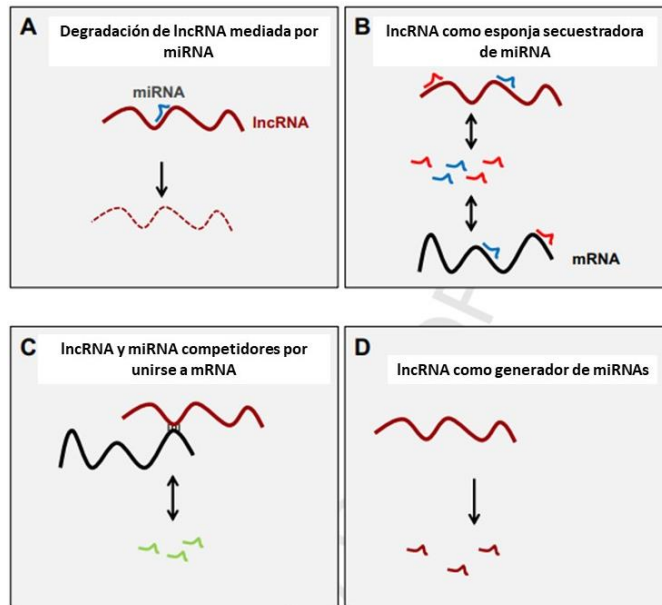 A
Degradación de lncRNA mediada por
miRNA
miRNA
lncRNA
B
lncRNA como esponja secuestradora
de miRNA
mRNA
C
lncRNA y miRNA competidores por
unirse a mRNA
D
lncRNA como generador de miRNAs